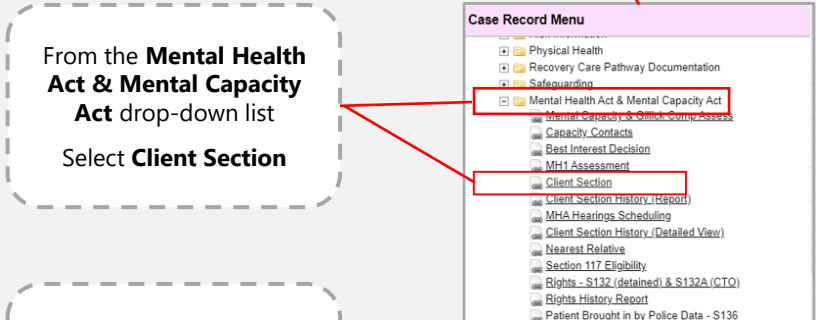 From the Mental Health
Act & Mental Capacity
Act drop-down list
Select Client Section
Case Record Menu
Physical Health
Recovery Care Pathway Documentation
Safeguarding
Mental Health Act & Mental Capacity Act
Mental Capacity & Gillick Comp Assess
Capacity Contacts
Best Interest Decision
MH1 Assessment
Client Section
Client Section History (Report)
MHA Hearings Scheduling
Client Section History (Detailed View)
Nearest Relative
Section 117 Eligibility
Rights - S132 (detained) & S132A (CTO)
Rights History Report
Patient Brought in by Police Data - S136